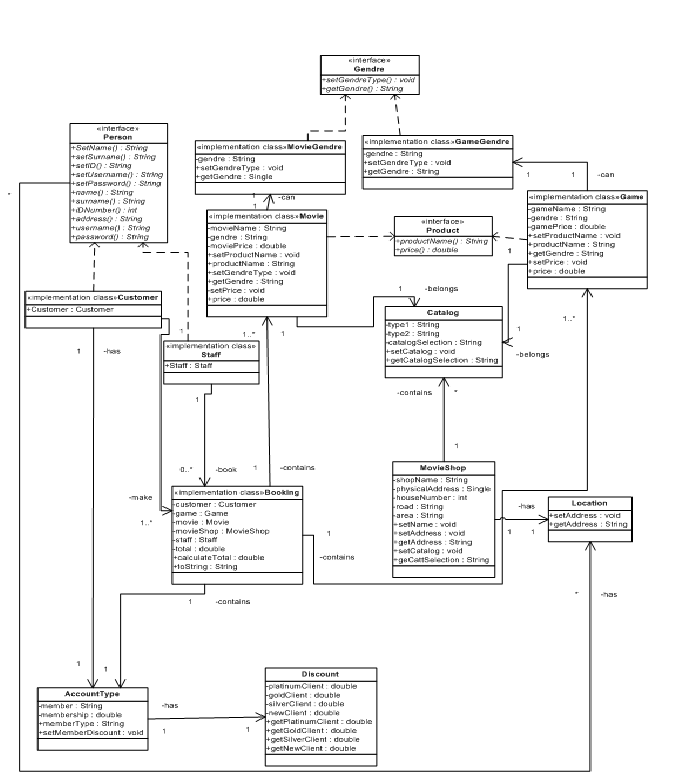 «interface»
Gendre
+setGendreType() : void
+getGendre() : String
«interface»
Person
+SetName() : String
+setSurname() : String
+setID() : String
+setUsername() : String
+setPassword() : String
+name() : String
+surname() : String
+IDNumber() : int
+address() : String
+username() : String
+password() : String
«implementation class»MovieGendre
-gendre : String
+setGendreType : void
+getGendre : Single
«implementation class»GameGendre
-gendre : String
+setGendreType : void
+getGendre : String
1
-can
1
1
1
-can
*
«implementation class»Movie
-movieName : String
-gendre : String
-moviePrice : double
+setProductName : void
+productName : String
+setGendreType : void
+getGendre : String
+setPrice : void
+price : double
«interface»
Product
+productName() : String
+price() : double
«implementation class»Game
-gameName : String
-gendre : String
-gamePrice : double
+setProductName : void
+productName : String
+getGendre : String
+setPrice : void
+price : double
1
«implementation class»Customer
+Customer : Customer
1
-belongs
Catalog
-type1 : String
-type2 : String
-catalogSelection : String
+setCatalog : void
+getCatalogSelection : String
1..*
1
-belongs
1
1..*
1
«implementation class»
Staff
+Staff : Staff
1
-has
1
-contains
*
1
0..*
-book
1
-contains
MovieShop
-shopName : String
-physicalAddress : Single
-houseNumber : int
-road : String
-area : String
+setName : void
+setAddress : void
+getAddress : String
+setCatalog : void
-has
1
1
Location
+setAddress : void
+getAddress : String
-make
1..*
«implementation class»Booking
-customer : Customer
-game : Game
-movie : Movie
-movieShop : MovieShop
-staff : Staff
-total : double
+calculateTotal : double
+toString : String
1
-contains
1
-contains
*
-has
1
1
AccountType
-member : String
-membership : double
+memberType : String
+setMemberDiscount : void
-has
1
1
Discount
-platinumClient : double
-goldClient : double
-silverClient : double
-newClient : double
+getPlatinumClient : double
+getGoldClient : double
+getSilverClient : double
+getNewClient : double